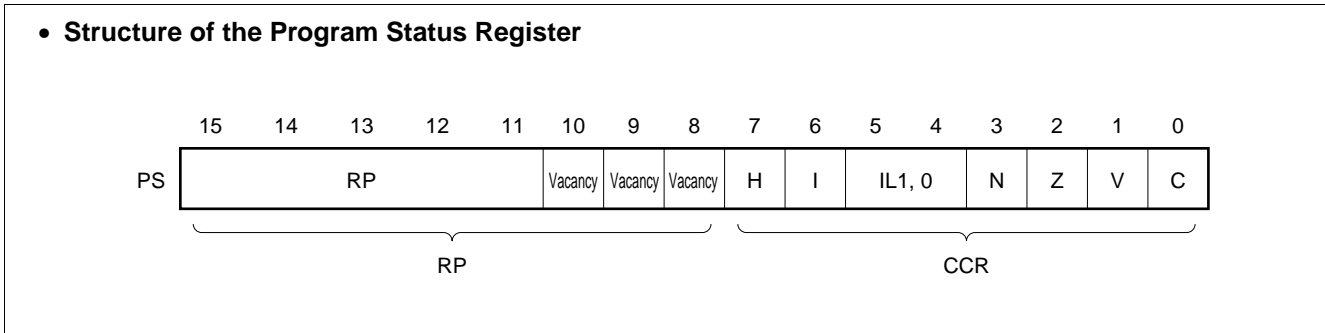 • Structure of the Program Status Register
15 14 13 12 11 10 9 8 7 6 5 4 3 2 1 0
PS RP Vacancy Vacancy Vacancy H I IL1, 0 N Z V C
RP CCR